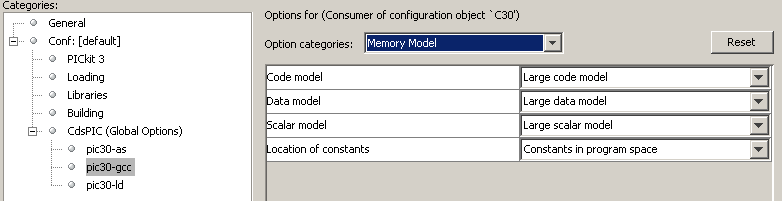 Categories:
General
Conf: [default]
PICkit 3
Loading
Libraries
Building
CdsPIC (Global Options)
pic30-as
pic30-gcc
pic30-ld
Options for (Consumer of configuration object `C30')
Option categories: Memory Model Reset
Code model Large code model
Data model Large data model
Scalar model Large scalar model
Location of constants Constants in program space